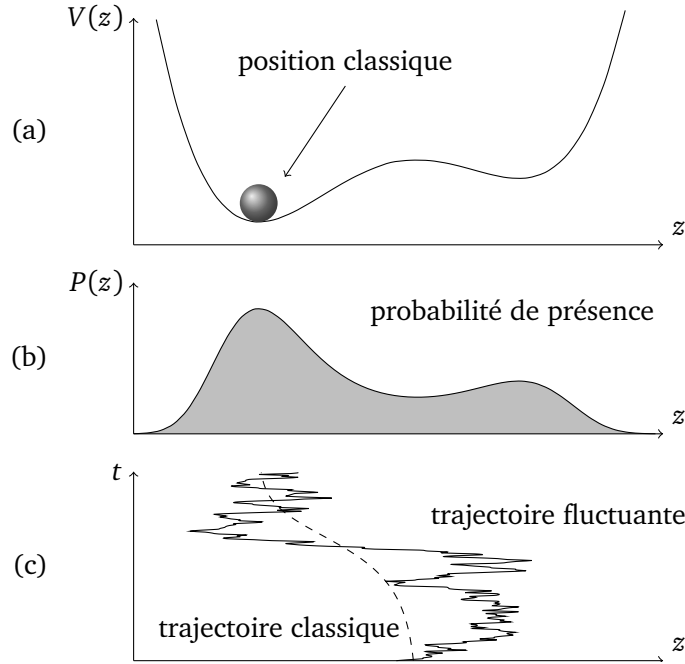 V(z)
position classique
(a)
z
P(z)
probabilité de présence
(b)
z
t
trajectoire fluctuante
(c)
trajectoire classique
z